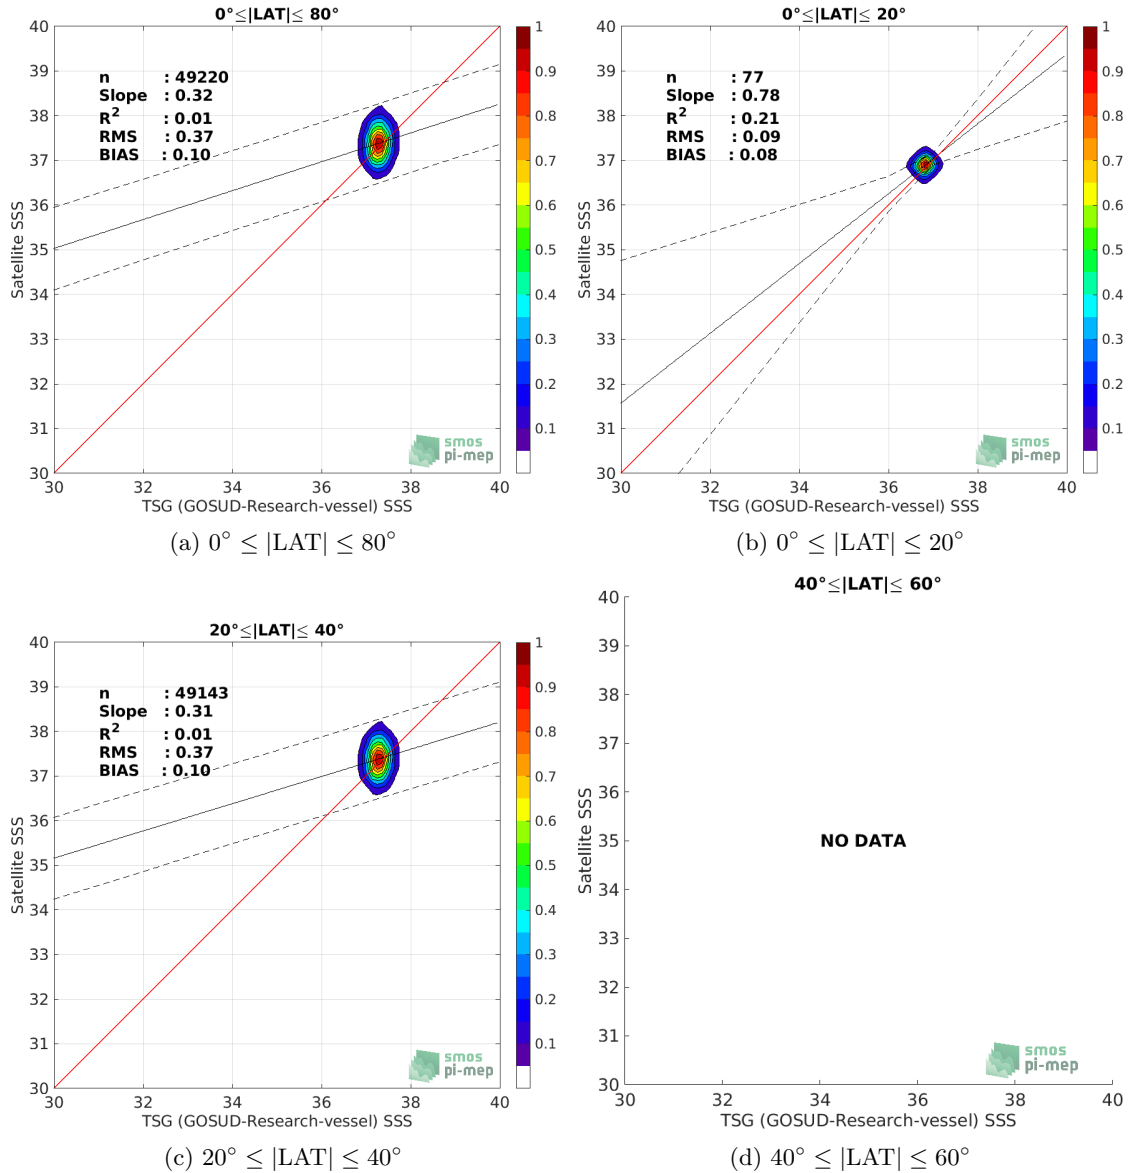 0°≤|LAT|≤ 80°
n : 49220
Slope : 0.32
R2 : 0.01
RMS : 0.37
BIAS : 0.10
40
39
38
37
36
35
34
33
32
31
30
Satellite SSS
30 32 34 36 38 40
TSG (GOSUD-Research-vessel) SSS
1
0.9
0.8
0.7
0.6
0.5
0.4
0.3
0.2
0.1
smos
pi-mep
(a) 0° ≤ |LAT| ≤ 80°
0°≤|LAT|≤ 20°
n : 77
Slope : 0.78
R2 : 0.21
RMS : 0.09
BIAS : 0.08
40
39
38
37
36
35
34
33
32
31
30
Satellite SSS
30 32 34 36 38 40
TSG (GOSUD-Research-vessel) SSS
1
0.9
0.8
0.7
0.6
0.5
0.4
0.3
0.2
0.1
smos
pi-mep
(b) 0° ≤ |LAT| ≤ 20°
20°≤|LAT|≤ 40°
n : 49143
Slope : 0.31
R2 : 0.01
RMS : 0.37
BIAS : 0.10
40
39
38
37
36
35
34
33
32
31
30
Satellite SSS
30 32 34 36 38 40
TSG (GOSUD-Research-vessel) SSS
1
0.9
0.8
0.7
0.6
0.5
0.4
0.3
0.2
0.1
smos
pi-mep
(c) 20° ≤ |LAT| ≤ 40°
40°≤|LAT|≤ 60°
40
39
38
37
36
35
34
33
32
31
30
Satellite SSS
NO DATA
30 32 34 36 38 40
TSG (GOSUD-Research-vessel) SSS
smos
pi-mep
(d) 40° ≤ |LAT| ≤ 60°